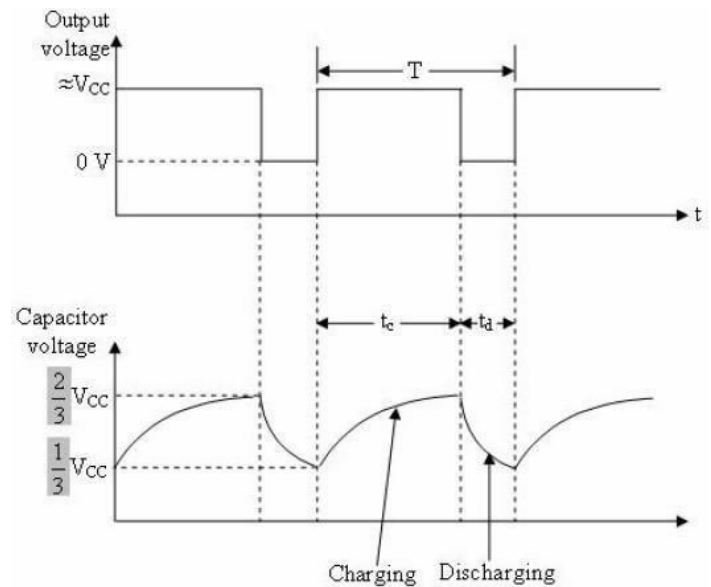 Output
voltage
≈VCC
T
0 V
t
Capacitor
voltage
tc
td
2/3 VCC
1/3 VCC
Charging
Discharging